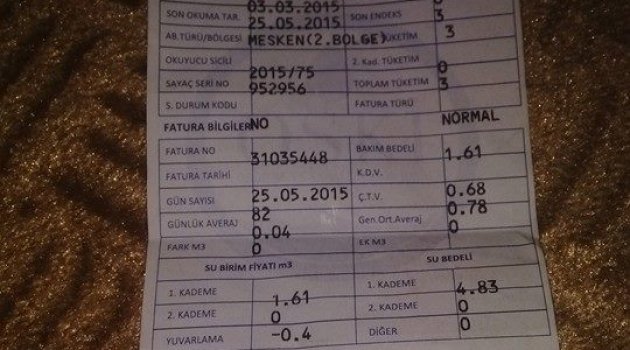 03.03.2015
SON OKUMA TAR. 25.05.2015 SON ENDEKS 3
AB.TÜRÜ/BÖLGESİ MESKEN(2.BOLGE) TÜKETİM 3
OKUYUCU SİCİLİ 2. Kad. TÜKETİM
SAYAÇ SERİ NO 2015/75 0
952956 TOPLAM TÜKETİM 3
S. DURUM KODU FATURA TÜRÜ
FATURA BİLGİLERİ NO NORMAL
FATURA NO 31035448 BAKIM BEDELİ 1.61
FATURA TARİHİ K.D.V.
GÜN SAYISI 25.05.2015 Ç.T.V. 0.68
GÜNLÜK AVERAJ 82 Gen.Ort.Averaj 0.78
0.04 0
FARK M3 0 EK M3
SU BİRİM FİYATI m3 SU BEDELİ
1. KADEME 1.61 1. KADEME 4.83
2. KADEME 0 2. KADEME 0
YUVARLAMA -0.4 DİĞER 0